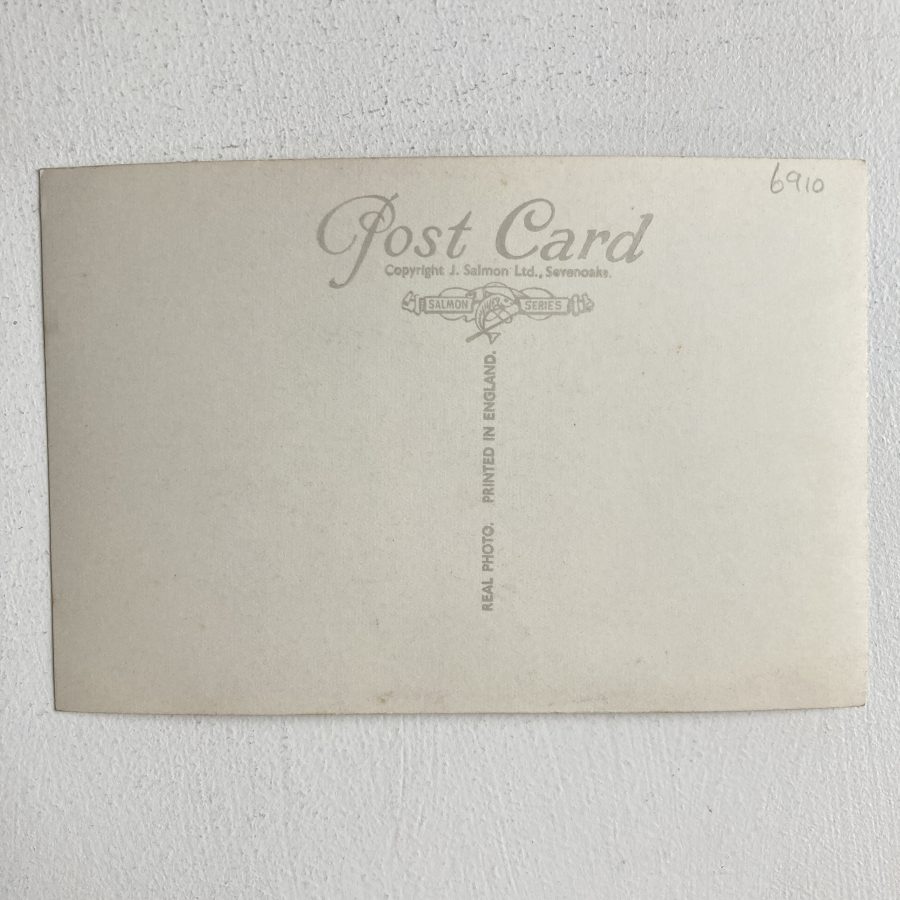 6910
Post Card
Copyright J. Salmon Ltd., Sevenoaks.
SALMON SERIES
REAL PHOTO. PRINTED IN ENGLAND.